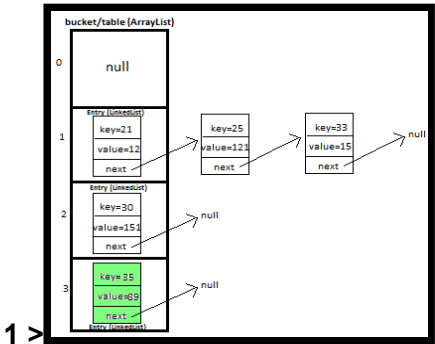 bucket/table (ArrayList)
0
null
Entry (LinkedList)
1
key=21
value=12
next
key=25
value=121
next
key=33
value=15
next
null
Entry (LinkedList)
2
key=30
value=151
next
null
3
key=35
value=89
next
null
Entry (LinkedList)
1 >